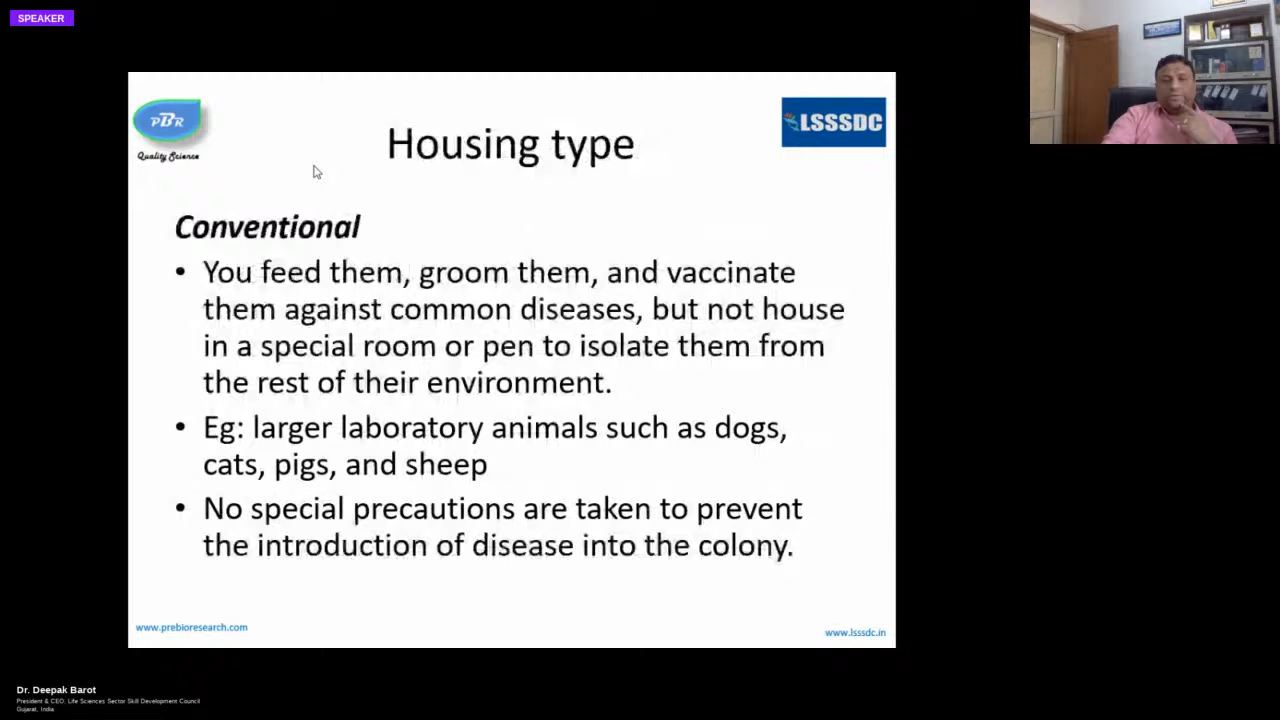 SPEAKER
PBR
Quality Science
LSSSDC
Housing type
Conventional
• You feed them, groom them, and vaccinate
them against common diseases, but not house
in a special room or pen to isolate them from
the rest of their environment.
• Eg: larger laboratory animals such as dogs,
cats, pigs, and sheep
• No special precautions are taken to prevent
the introduction of disease into the colony.
www.prebioresearch.com
www.lsssdc.in
Dr. Deepak Barot
President & CEO, Life Sciences Sector Skill Development Council
Gujarat, India